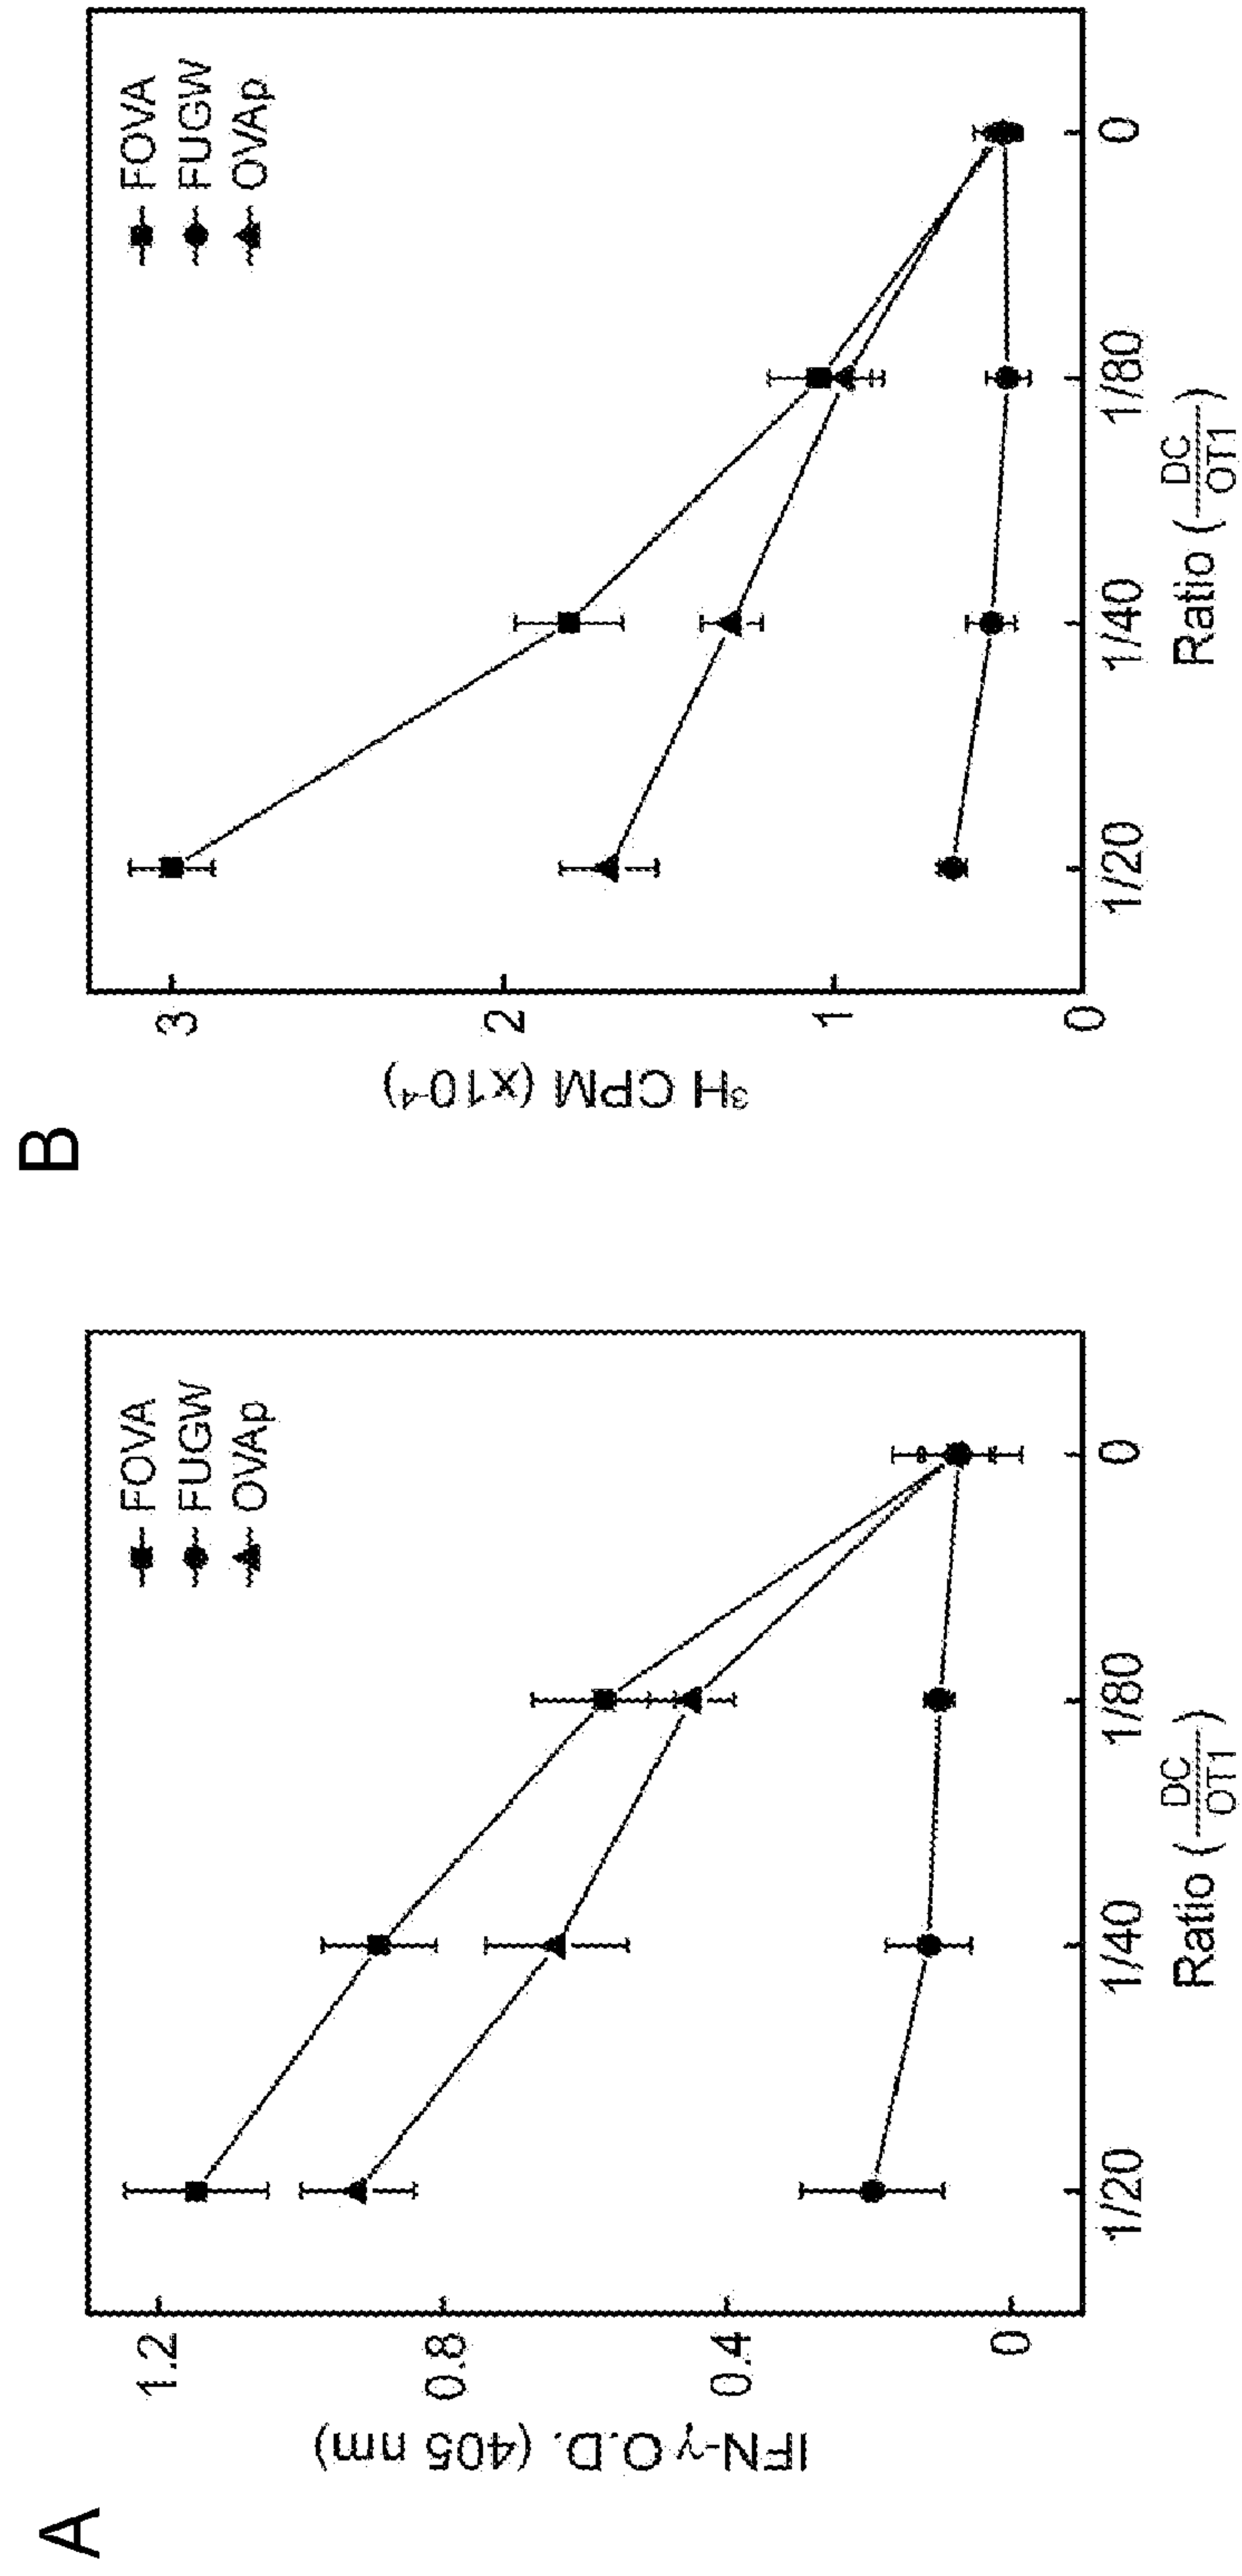 A
IFN-γ O.D. (405 nm)
1.2
0.8
0.4
0
FOVA
FUGW
OVAp
1/20
1/40
1/80
0
Ratio (DC/OT1)
B
³H CPM (x10⁻⁴)
3
2
1
0
FOVA
FUGW
OVAp
1/20
1/40
1/80
0
Ratio (DC/OT1)